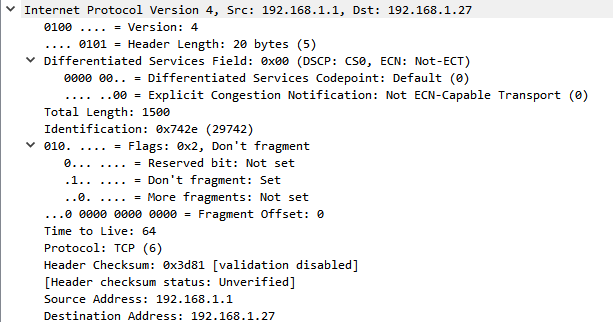 Internet Protocol Version 4, Src: 192.168.1.1, Dst: 192.168.1.27
0100 .... = Version: 4
.... 0101 = Header Length: 20 bytes (5)
Differentiated Services Field: 0x00 (DSCP: CS0, ECN: Not-ECT)
0000 00.. = Differentiated Services Codepoint: Default (0)
.... ..00 = Explicit Congestion Notification: Not ECN-Capable Transport (0)
Total Length: 1500
Identification: 0x742e (29742)
010. .... = Flags: 0x2, Don't fragment
0... .... = Reserved bit: Not set
.1.. .... = Don't fragment: Set
..0. .... = More fragments: Not set
...0 0000 0000 0000 = Fragment Offset: 0
Time to Live: 64
Protocol: TCP (6)
Header Checksum: 0x3d81 [validation disabled]
[Header checksum status: Unverified]
Source Address: 192.168.1.1
Destination Address: 192.168.1.27